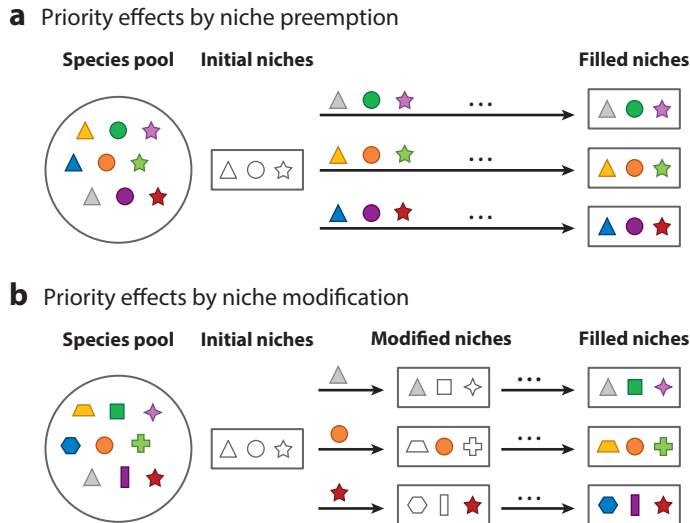 a Priority effects by niche preemption
Species pool Initial niches Filled niches
...
...
...
b Priority effects by niche modification
Species pool Initial niches Modified niches Filled niches
...
...
...